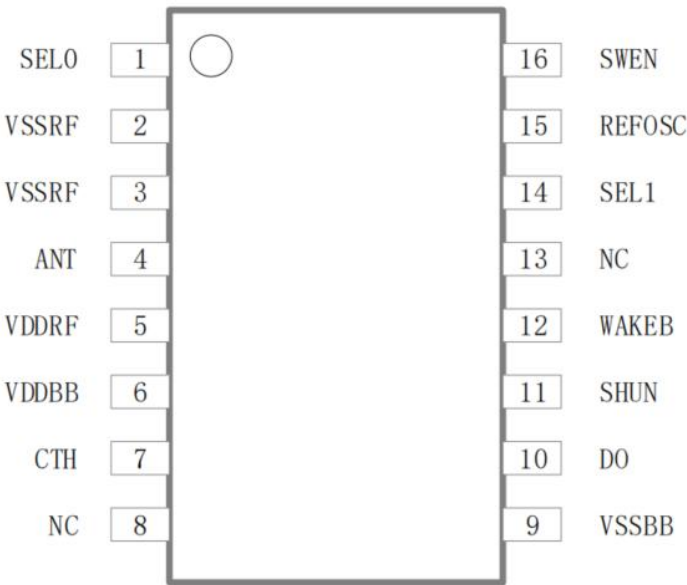 SEL0 1 16 SWEN
VSSRF 2 15 REFOSC
VSSRF 3 14 SEL1
ANT 4 13 NC
VDDRF 5 12 WAKEB
VDDBB 6 11 SHUN
CTH 7 10 DO
NC 8 9 VSSBB